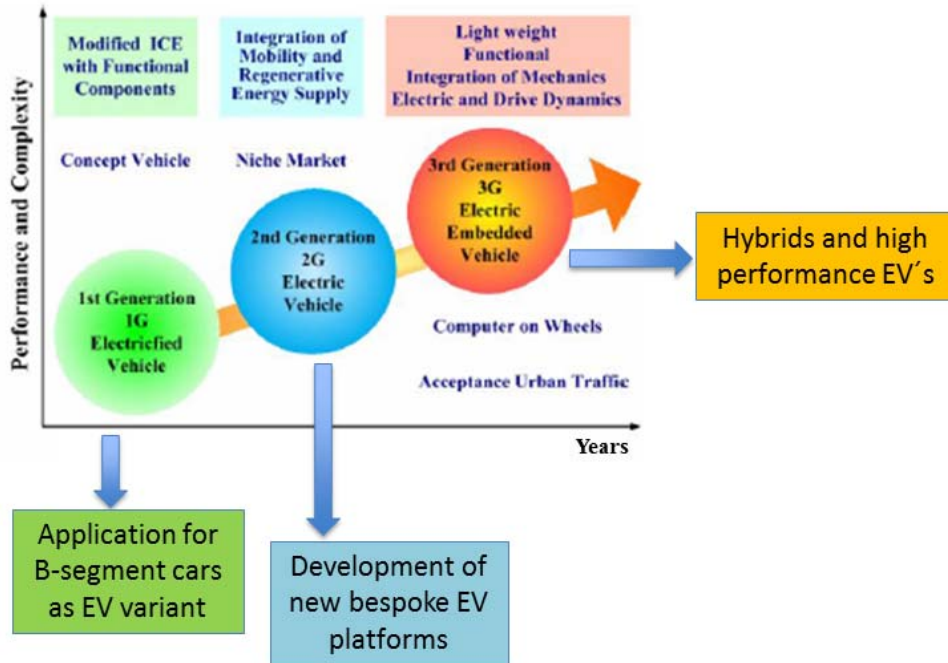 Modified ICE
with Functional
Components
Integration of
Mobility and
Regenerative
Energy Supply
Light weight
Functional
Integration of Mechanics
Electric and Drive Dynamics
Performance and Complexity
Concept Vehicle
Niche Market
1st Generation
1G
Electricfied
Vehicle
2nd Generation
2G
Electric
Vehicle
3rd Generation
3G
Electric
Embedded
Vehicle
Computer on Wheels
Acceptance Urban Traffic
Years
Hybrids and high
performance EV´s
Application for
B-segment cars
as EV variant
Development of
new bespoke EV
platforms